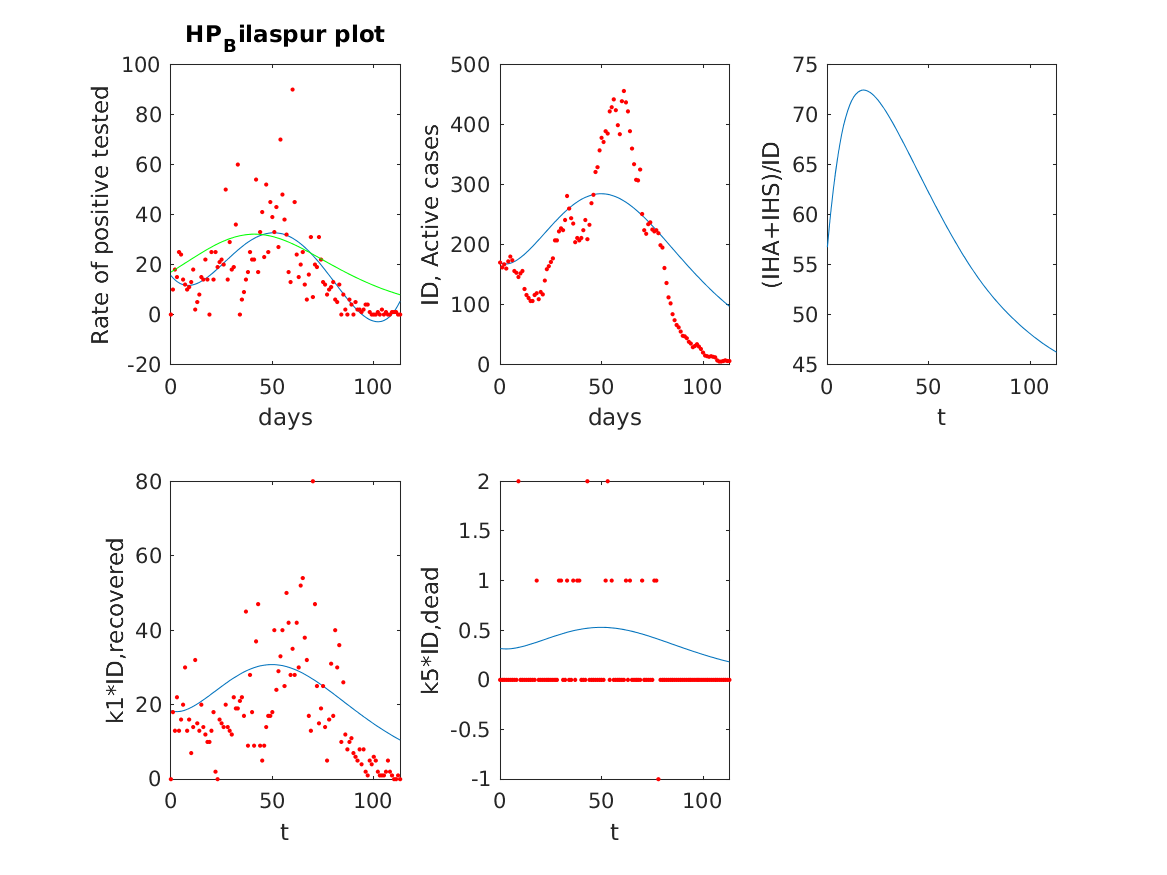 HP_Bilaspur plot
100
80
60
40
20
0
-20
0 50 100
days
Rate of positive tested
500
400
300
200
100
0
0 50 100
days
ID, Active cases
75
70
65
60
55
50
45
0 50 100
t
(IHA+IHS)/ID
80
60
40
20
0
0 50 100
t
k1*ID,recovered
2
1.5
1
0.5
0
-0.5
-1
0 50 100
t
k5*ID,dead